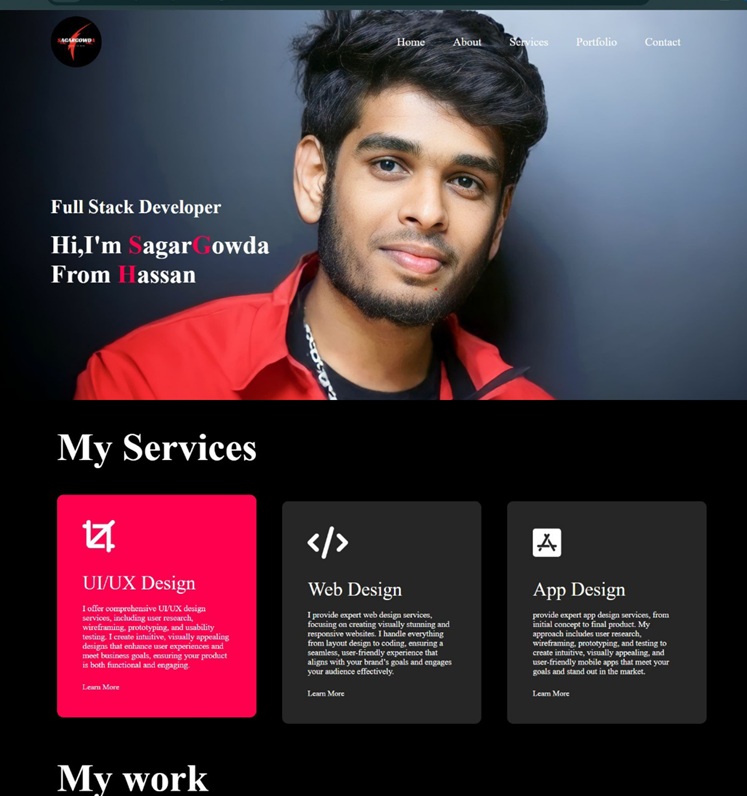 SAGARGOWDA
Home About Services Portfolio Contact
Full Stack Developer
Hi,I'm SagarGowda
From Hassan
My Services
UI/UX Design
I offer comprehensive UI/UX design
services, including user research,
wireframing, prototyping, and usability
testing. I create intuitive, visually appealing
designs that enhance user experiences and
meet business goals, ensuring your product
is both functional and engaging.
Learn More
Web Design
I provide expert web design services,
focusing on creating visually stunning and
responsive websites. I handle everything
from layout design to coding, ensuring a
seamless, user-friendly experience that
aligns with your brand’s goals and engages
your audience effectively.
Learn More
App Design
provide expert app design services, from
initial concept to final product. My
approach includes user research,
wireframing, prototyping, and testing to
create intuitive, visually appealing, and
user-friendly mobile apps that meet your
goals and stand out in the market.
Learn More
My work